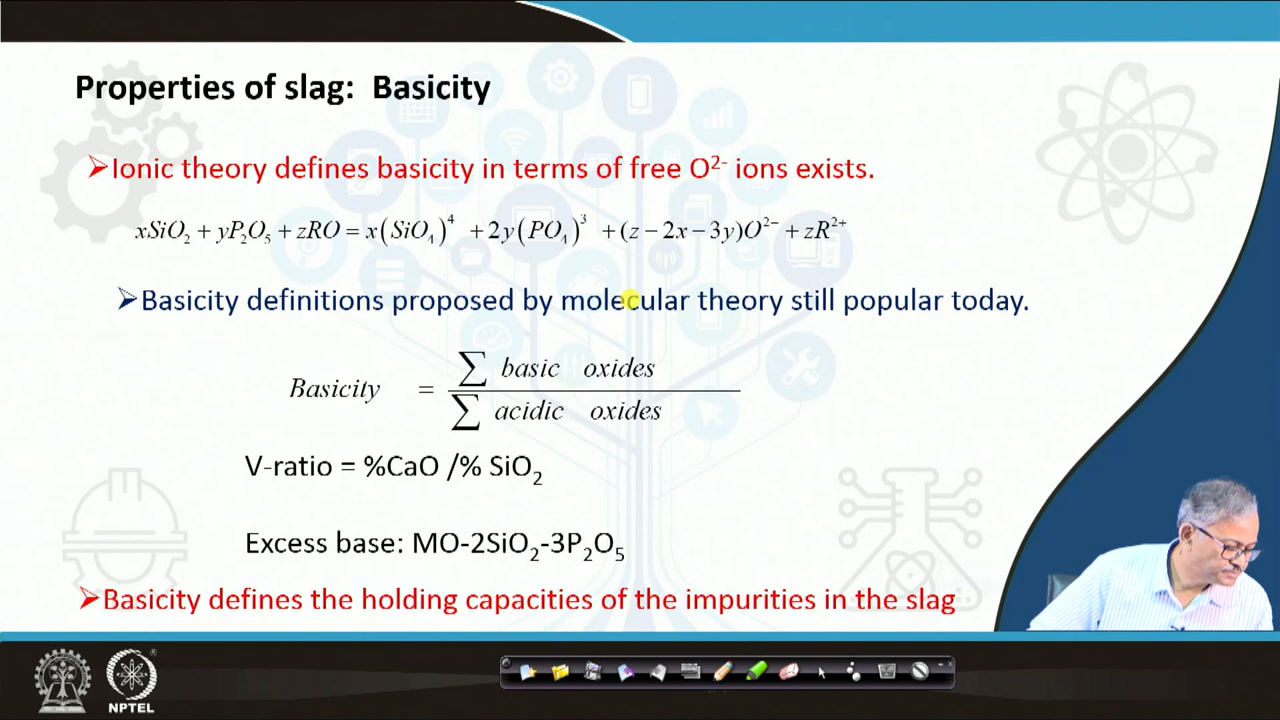 Properties of slag: Basicity
➢Ionic theory defines basicity in terms of free O²⁻ ions exists.
xSiO₂ + yP₂O₅ + zRO = x(SiO₄)⁴ + 2y(PO₄)³ + (z − 2x − 3y)O²⁻ + zR²⁺
➢Basicity definitions proposed by molecular theory still popular today.
Basicity = ∑ basic oxides / ∑ acidic oxides
V-ratio = %CaO /% SiO₂
Excess base: MO-2SiO₂-3P₂O₅
➢Basicity defines the holding capacities of the impurities in the slag
NPTEL